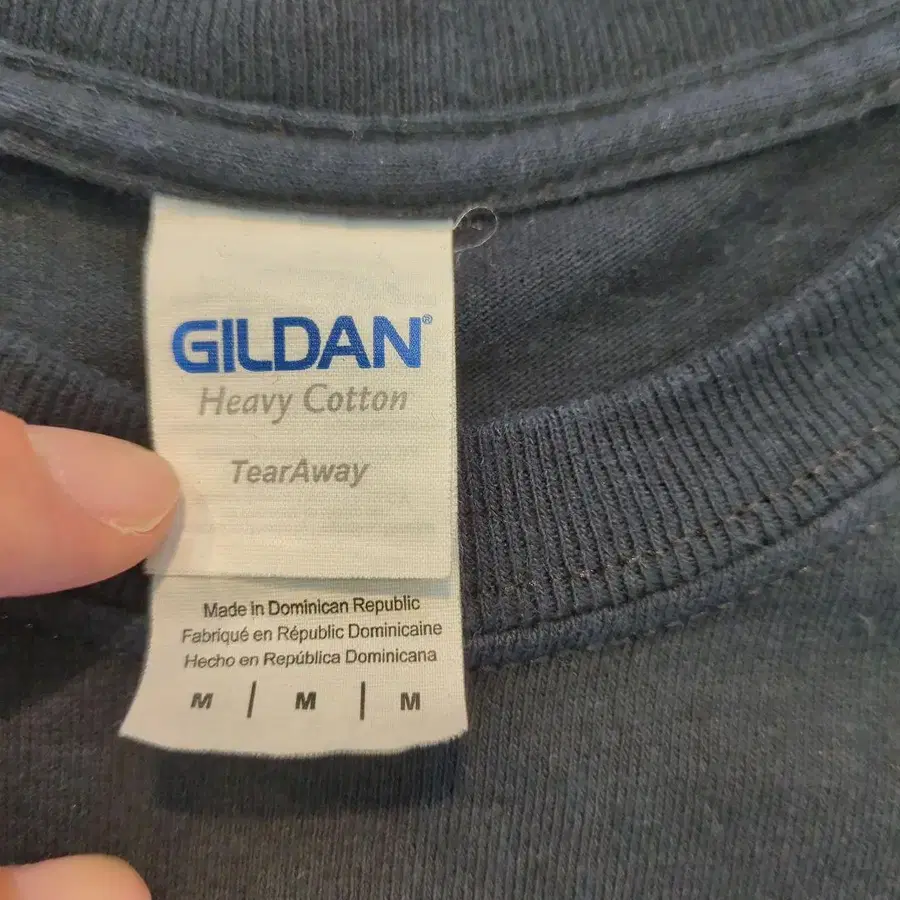 GILDAN®
Heavy Cotton
TearAway
Made in Dominican Republic
Fabriqué en Républic Dominicaine
Hecho en República Dominicana
M | M | M